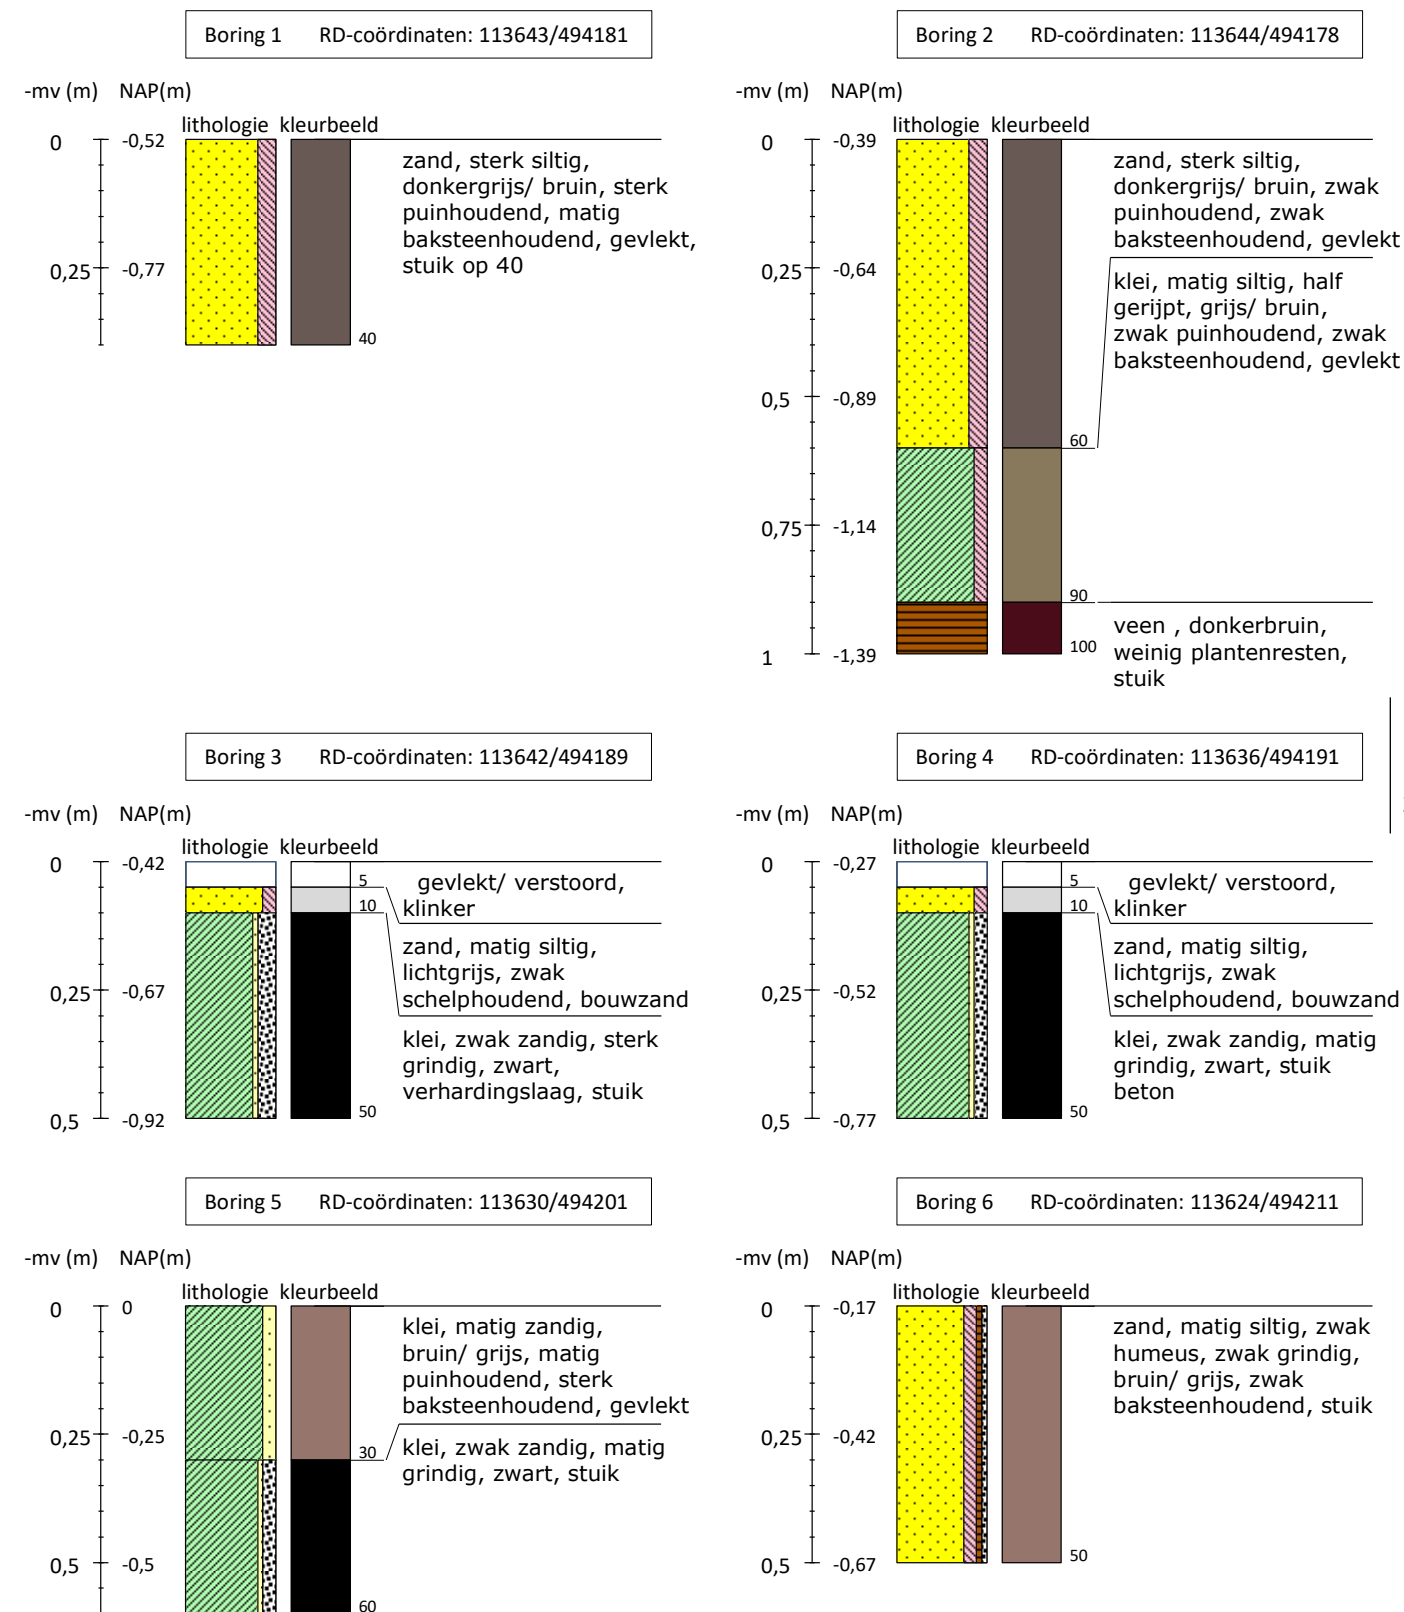 Boring 1 RD-coördinaten: 113643/494181
-mv (m) NAP(m)
lithologie kleurbeeld
0 -0,52
zand, sterk siltig,
donkergrijs/ bruin, sterk
puinhoudend, matig
baksteenhoudend, gevlekt,
stuik op 40
0,25 -0,77
40
Boring 2 RD-coördinaten: 113644/494178
-mv (m) NAP(m)
lithologie kleurbeeld
0 -0,39
zand, sterk siltig,
donkergrijs/ bruin, zwak
puinhoudend, zwak
baksteenhoudend, gevlekt
0,25 -0,64
klei, matig siltig, half
gerijpt, grijs/ bruin,
zwak puinhoudend, zwak
baksteenhoudend, gevlekt
0,5 -0,89
60
0,75 -1,14
90
veen , donkerbruin,
weinig plantenresten,
stuik
100
1 -1,39
Boring 3 RD-coördinaten: 113642/494189
-mv (m) NAP(m)
lithologie kleurbeeld
0 -0,42
5
gevlekt/ verstoord,
klinker
10
zand, matig siltig,
lichtgrijs, zwak
schelphoudend, bouwzand
0,25 -0,67
klei, zwak zandig, sterk
grindig, zwart,
verhardingslaag, stuik
50
0,5 -0,92
Boring 4 RD-coördinaten: 113636/494191
-mv (m) NAP(m)
lithologie kleurbeeld
0 -0,27
5
gevlekt/ verstoord,
klinker
10
zand, matig siltig,
lichtgrijs, zwak
schelphoudend, bouwzand
0,25 -0,52
klei, zwak zandig, matig
grindig, zwart, stuik
beton
50
0,5 -0,77
Boring 5 RD-coördinaten: 113630/494201
-mv (m) NAP(m)
lithologie kleurbeeld
0 0
klei, matig zandig,
bruin/ grijs, matig
puinhoudend, sterk
baksteenhoudend, gevlekt
0,25 -0,25
30
klei, zwak zandig, matig
grindig, zwart, stuik
0,5 -0,5
60
Boring 6 RD-coördinaten: 113624/494211
-mv (m) NAP(m)
lithologie kleurbeeld
0 -0,17
zand, matig siltig, zwak
humeus, zwak grindig,
bruin/ grijs, zwak
baksteenhoudend, stuik
0,25 -0,42
50
0,5 -0,67